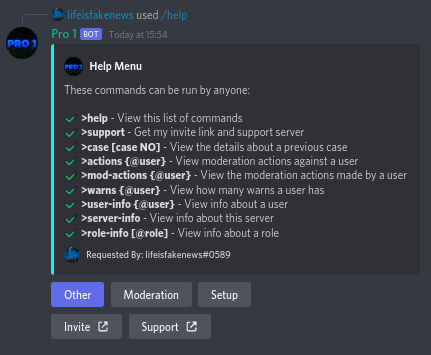 lifeisfakenews used /help
PRO 1
Pro 1 BOT Today at 15:54
PRO 1 Help Menu
These commands can be run by anyone:
>help - View this list of commands
>support - Get my invite link and support server
>case [case NO] - View the details about a previous case
>actions {@user} - View moderation actions against a user
>mod-actions {@user} - View the moderation actions made by a user
>warns {@user} - View how many warns a user has
>user-info {@user} - View info about a user
>server-info - View info about this server
>role-info [@role] - View info about a role
Requested By: lifeisfakenews#0589
Other Moderation Setup
Invite Support